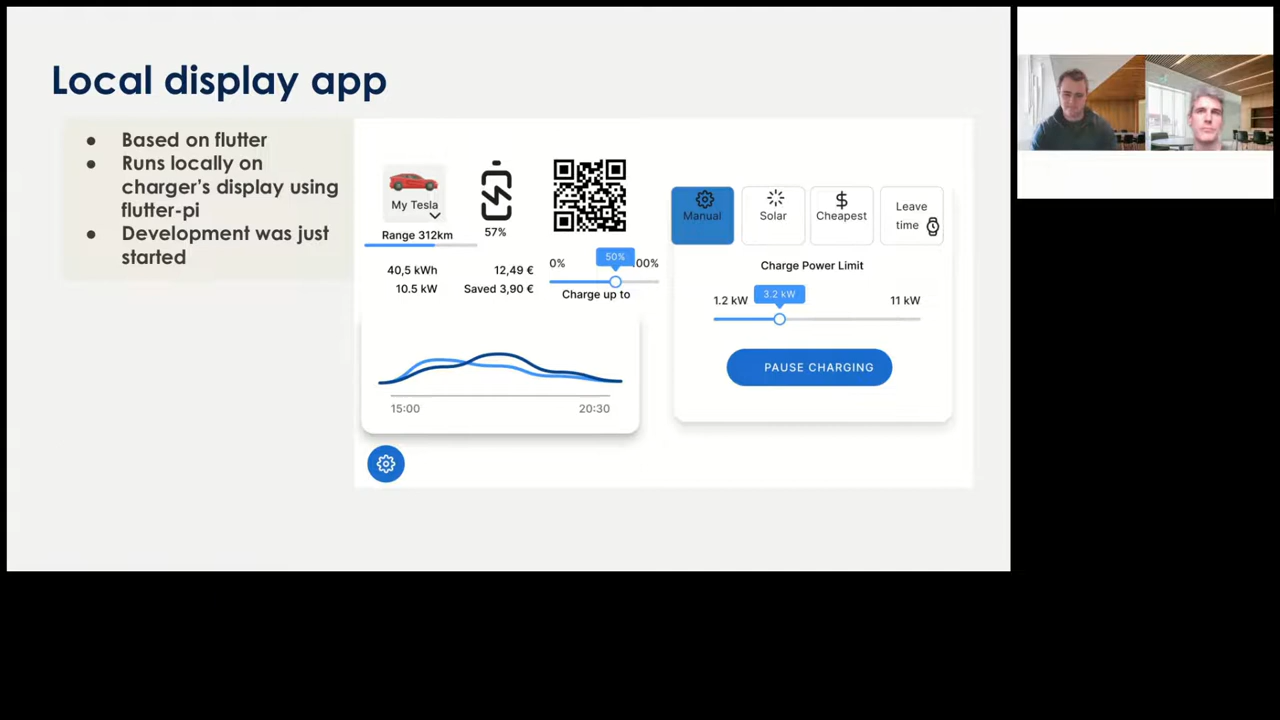 Local display app
● Based on flutter
● Runs locally on
charger's display using
flutter-pi
● Development was just
started
My Tesla
Range 312km
57%
40,5 kWh
12,49 €
10.5 kW
Saved 3,90 €
0%
50%
00%
Charge up to
15:00
20:30
Manual
Solar
Cheapest
Leave
time
Charge Power Limit
1.2 kW
3.2 kW
11 kW
PAUSE CHARGING